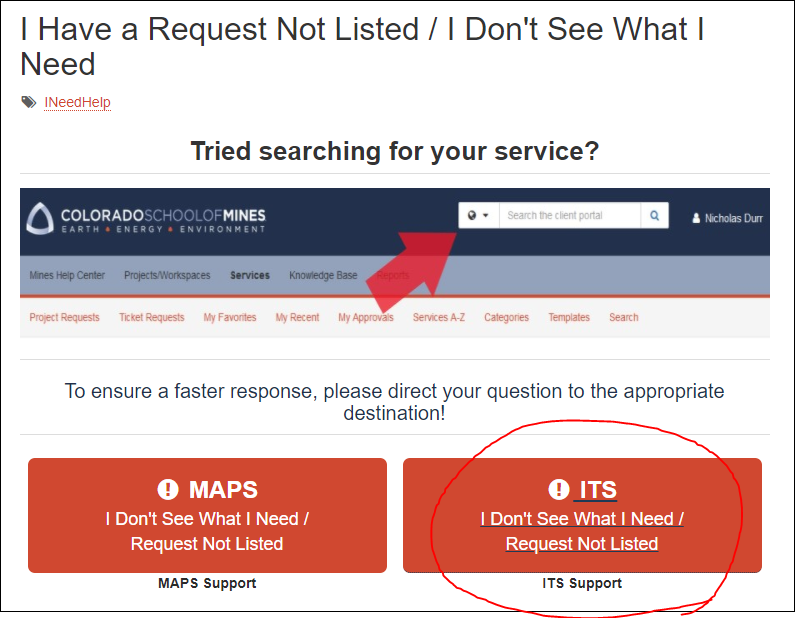 I Have a Request Not Listed / I Don't See What I
Need
INeedHelp
Tried searching for your service?
COLORADOSCHOOLOFMINES
EARTH ENERGY ENVIRONMENT
Search the client portal
Nicholas Durr
Mines Help Center Projects/Workspaces Services Knowledge Base Reports
Project Requests Ticket Requests My Favorites My Recent My Approvals Services A-Z Categories Templates Search
To ensure a faster response, please direct your question to the appropriate
destination!
MAPS
I Don't See What I Need /
Request Not Listed
MAPS Support
ITS
I Don't See What I Need /
Request Not Listed
ITS Support